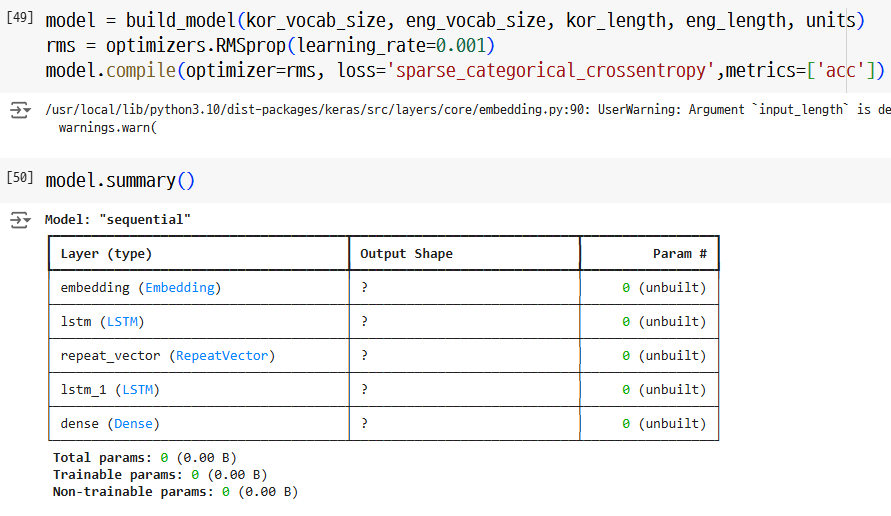 [49] model = build_model(kor_vocab_size, eng_vocab_size, kor_length, eng_length, units)
rms = optimizers.RMSprop(learning_rate=0.001)
model.compile(optimizer=rms, loss='sparse_categorical_crossentropy',metrics=['acc'])
/usr/local/lib/python3.10/dist-packages/keras/src/layers/core/embedding.py:90: UserWarning: Argument `input_length` is de
warnings.warn(
[50] model.summary()
Model: "sequential"
Layer (type) Output Shape Param #
embedding (Embedding) ? 0 (unbuilt)
lstm (LSTM) ? 0 (unbuilt)
repeat_vector (RepeatVector) ? 0 (unbuilt)
lstm_1 (LSTM) ? 0 (unbuilt)
dense (Dense) ? 0 (unbuilt)
Total params: 0 (0.00 B)
Trainable params: 0 (0.00 B)
Non-trainable params: 0 (0.00 B)